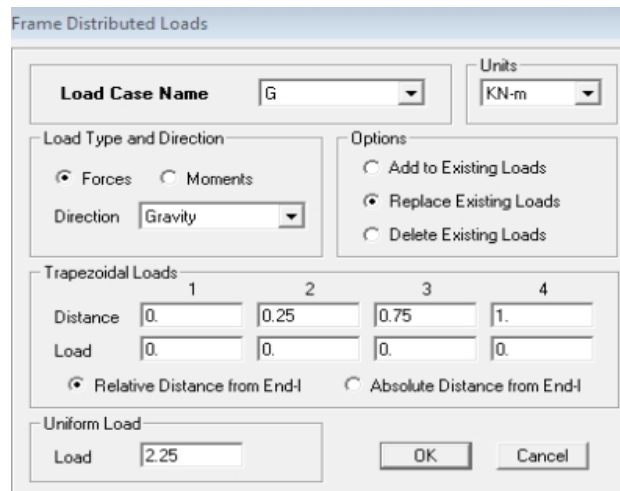 Frame Distributed Loads
Units
Load Case Name G KN-m
Load Type and Direction Options
Forces Moments Add to Existing Loads
Direction Gravity Replace Existing Loads
Delete Existing Loads
Trapezoidal Loads
1 2 3 4
Distance 0. 0.25 0.75 1.
Load 0. 0. 0. 0.
Relative Distance from End-I Absolute Distance from End-I
Uniform Load
Load 2.25 OK Cancel